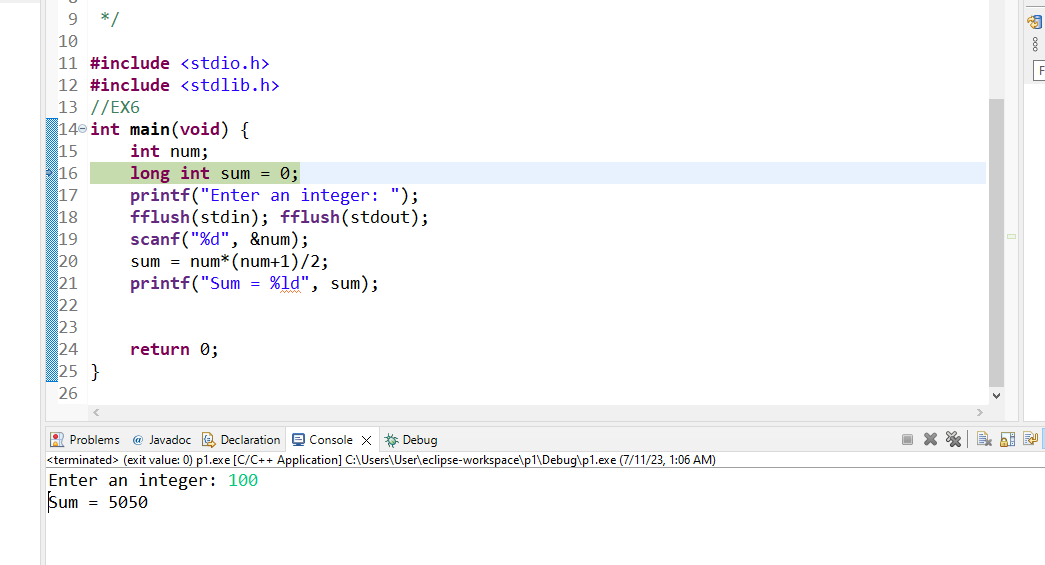 9 */
10
11 #include <stdio.h>
12 #include <stdlib.h>
13 //EX6
14 int main(void) {
15 int num;
16 long int sum = 0;
17 printf("Enter an integer: ");
18 fflush(stdin); fflush(stdout);
19 scanf("%d", &num);
20 sum = num*(num+1)/2;
21 printf("Sum = %ld", sum);
22
23
24 return 0;
25 }
26
Problems @ Javadoc Declaration Console Debug
<terminated> (exit value: 0) p1.exe [C/C++ Application] C:\Users\User\eclipse-workspace\p1\Debug\p1.exe (7/11/23, 1:06 AM)
Enter an integer: 100
Sum = 5050